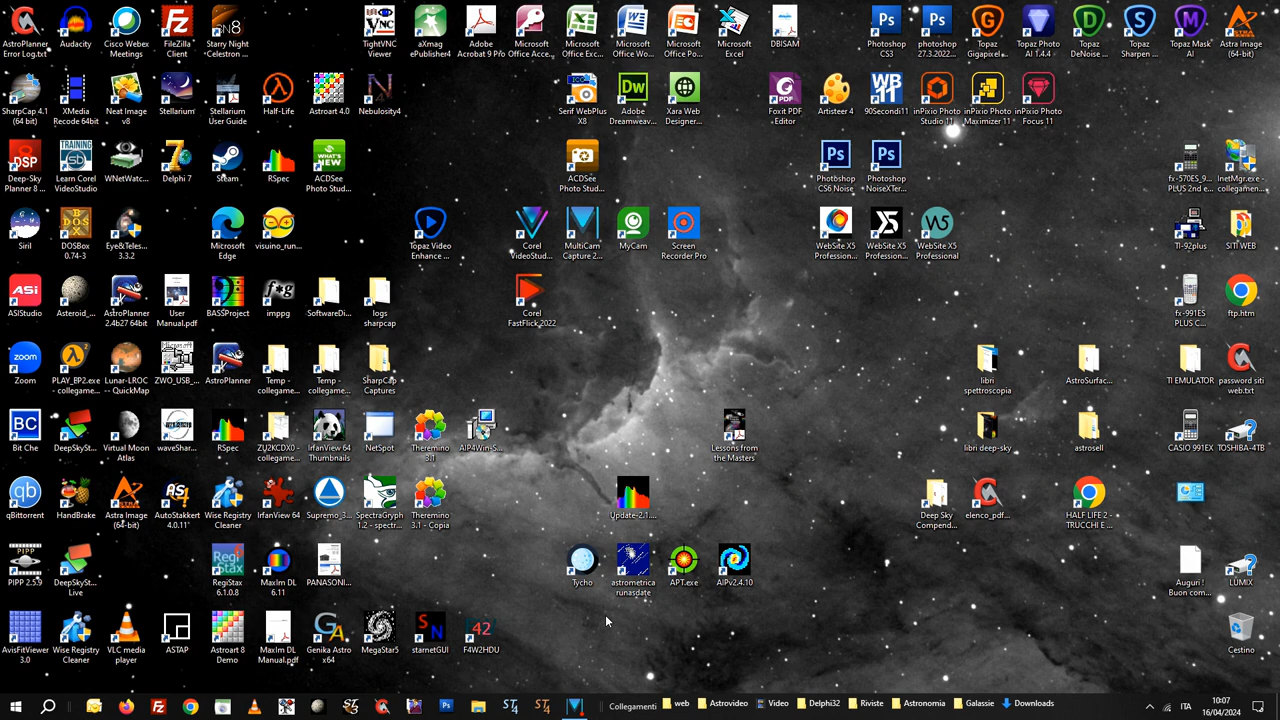 AstroPlanner Error Log.txt
Audacity
Cisco Webex Meeting
FileZilla Client
Starry Night Celestron ...
TightVNC Viewer
aXmag ePublishe...
Adobe Acrobat 9 Pro
Microsoft Office Acce...
Microsoft Office Exc...
Microsoft Office Wo...
Microsoft Office Po...
Microsoft Excel
DBISAM
Photoshop CS3
photoshop 27.3.2022...
Topaz Gigapixel ...
Topaz Photo AI 1.4.4
Topaz DeNoise ...
Topaz Sharpen ...
Topaz Mask AI
Astra Image (64-bit)
SharpCap 4.1 (64 bit)
XMedia Recode 64bit
Neat Image v8
Stellarium
Stellarium User Guide
Half-Life
Astroart 4.0
Nebulosity4
Serif WebPlus X8
Adobe Dreamweav...
Xara Web Designer...
Foxit PDF Editor
Artisteer 4
90Secondi11
inPixio Photo Studio 11
inPixio Photo Maximizer 11
inPixio Photo Focus 11
Deep-Sky Planner 8 ...
Learn Corel VideoStudio
WNetWatc...
Delphi 7
Steam
RSpec
ACDSee Photo Stud...
ACDSee Photo Stud...
Photoshop CS6 Noise
Photoshop NoiseXTer...
fx-570ES_9... PLUS 2nd e...
InetMgr.exe - collegamen...
Siril
DOSBox 0.74-3
Eye&Teles... 3.3.2
Microsoft Edge
visuino_run...
Topaz Video Enhance ...
Corel VideoStud...
MultiCam Capture 2...
MyCam
Screen Recorder Pro
WebSite X5 Profession...
WebSite X5 Profession...
WebSite X5 Professional
TI-92plus
SITI WEB
ASIStudio
Asteroid_...
AstroPlanner 2.4b27 64bit
User Manual.pdf
BASSProject
imppg
SoftwareDi...
logs sharpcap
Corel FastFlick 2022
fx-991ES PLUS C...
ftp.htm
Zoom
PLAY_BP2.exe - collegame...
Lunar-LROC -- QuickMap
ZWO_USB_...
AstroPlanner
Temp - collegame...
Temp - collegame...
SharpCap Captures
libri spettroscopia
AstroSurfac...
TI EMULATOR
password siti web.txt
Bit Che
DeepSkySt...
Virtual Moon Atlas
waveShar...
RSpec
ZU2KCDX0 - collegame...
IrfanView 64 Thumbnails
NetSpot
Theremino 3.1
AIP4Win-S...
Lessons from the Masters
libri deep-sky
astrosell
CASIO 991EX
TOSHIBA-4TB
qBittorrent
HandBrake
Astra Image (64-bit)
AutoStakkert 4.0.11
Wise Registry Cleaner
IrfanView 64
Supremo_3...
SpectraGryph 1.2 - spectr...
Theremino 3.1 - Copia
Update-2.1....
Deep Sky Compend...
elenco_pdf...
HALF LIFE 2 - TRUCCHI E ...
PIPP 2.5.9
DeepSkySt... Live
RegiStax 6.1.0.8
MaxIm DL 6.11
PANASONI...
Tycho
astrometrica runasdate
APT.exe
AIPv2.4.10
Auguri ! Buon com...
LUMIX
AvisFitViewer 3.0
Wise Registry Cleaner
VLC media player
ASTAP
Astroart 8 Demo
MaxIm DL Manual.pdf
Genika Astro x64
MegaStar5
starnetGUI
F4W2HDU
Cestino
Collegamenti
web
Astrovideo
Video
Delphi32
Riviste
Astronomia
Galassie
Downloads
ITA
10:07
16/04/2024